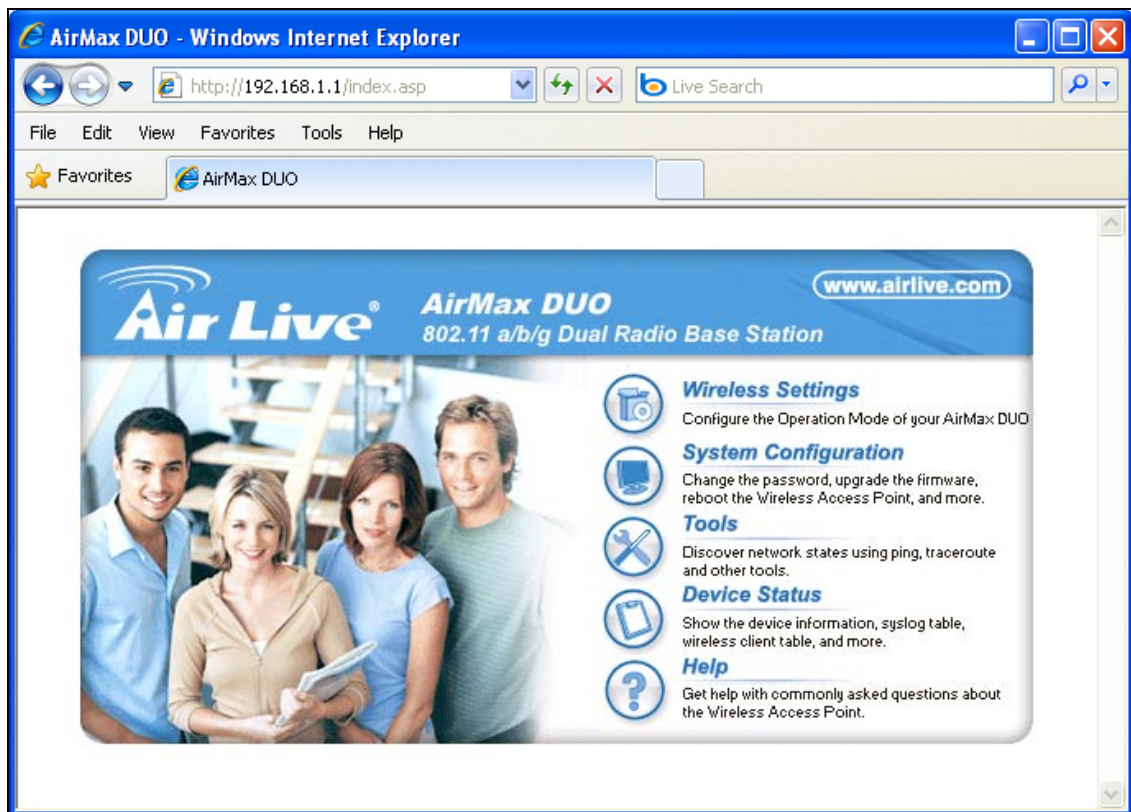 AirMax DUO - Windows Internet Explorer
http://192.168.1.1/index.asp
Live Search
File Edit View Favorites Tools Help
Favorites
AirMax DUO
www.airlive.com
Air Live®
AirMax DUO
802.11 a/b/g Dual Radio Base Station
Wireless Settings
Configure the Operation Mode of your AirMax DUO
System Configuration
Change the password, upgrade the firmware,
reboot the Wireless Access Point, and more.
Tools
Discover network states using ping, traceroute
and other tools.
Device Status
Show the device information, syslog table,
wireless client table, and more.
Help
Get help with commonly asked questions about
the Wireless Access Point.